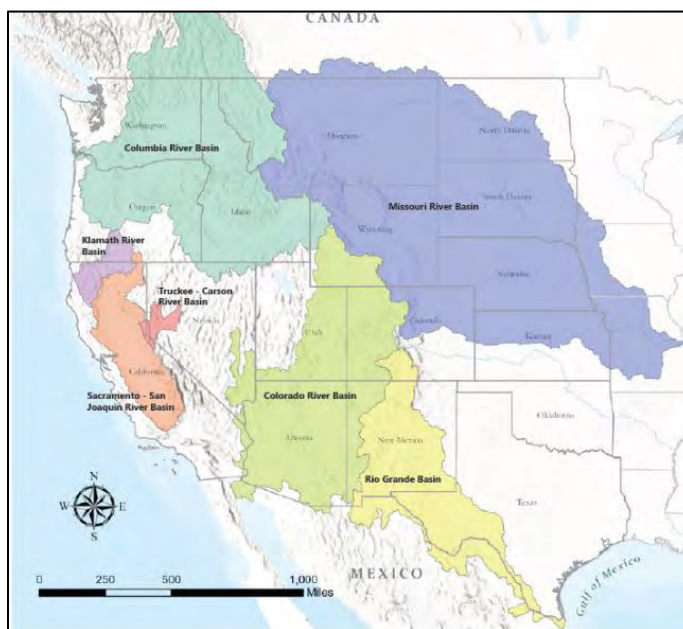 CANADA
Washington
Columbia River Basin
Montana
North Dakota
Oregon
Idaho
South Dakota
Missouri River Basin
Wyoming
Klamath River
Basin
Nebraska
Truckee - Carson
River Basin
Nevada
Utah
Colorado
Kansas
California
Sacramento - San
Joaquin River Basin
Colorado River Basin
Arizona
New Mexico
Oklahoma
Rio Grande Basin
Texas
N
W
E
S
MEXICO
Gulf of Mexico
0 250 500 1,000
Miles